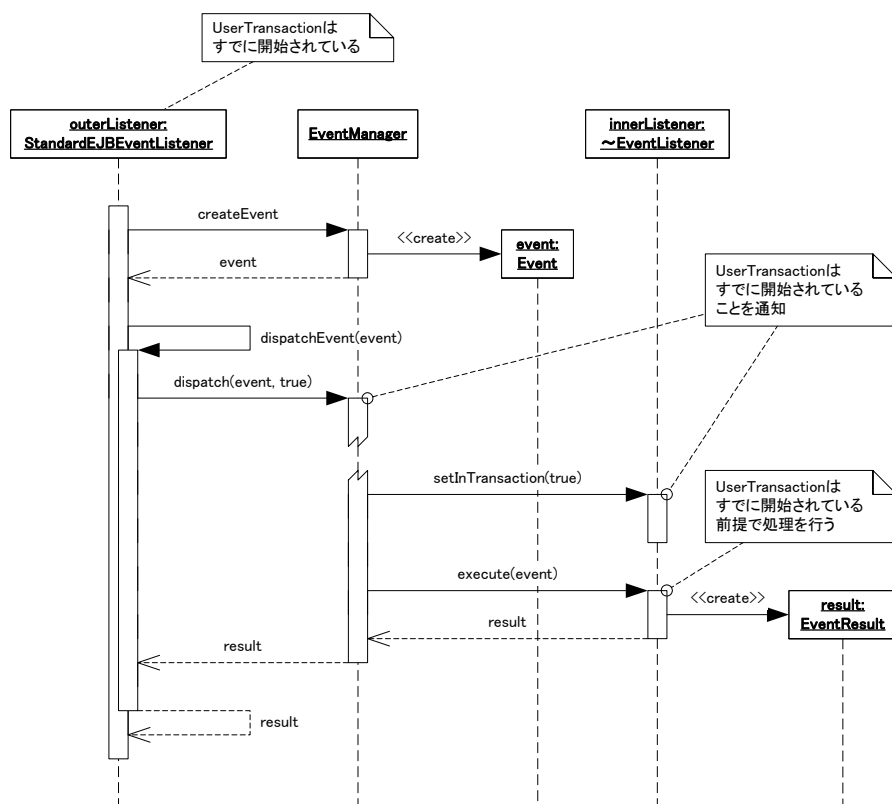 UserTransactionは
すでに開始されている
outerListener:
StandardEJBEventListener
EventManager
innerListener:
～EventListener
createEvent
<<create>>
event:
Event
event
UserTransactionは
すでに開始されている
ことを通知
dispatchEvent(event)
dispatch(event, true)
setInTransaction(true)
UserTransactionは
すでに開始されている
前提で処理を行う
execute(event)
<<create>>
result:
EventResult
result
result
result